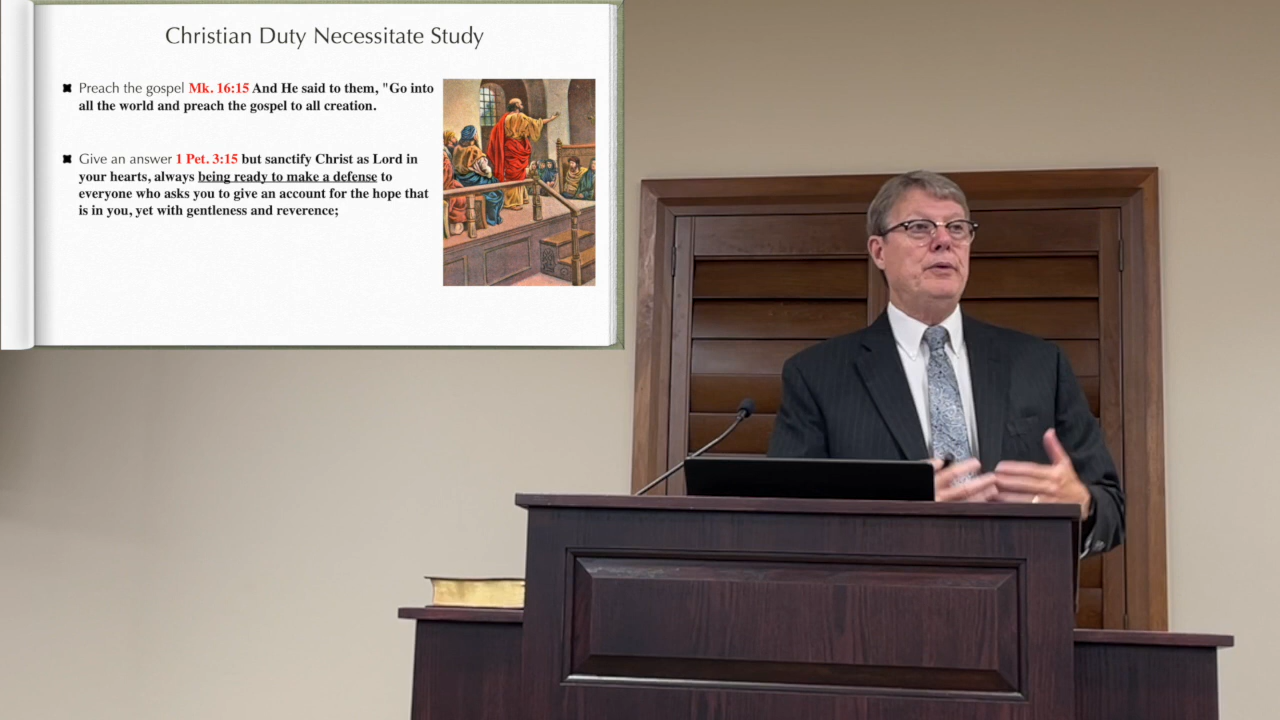 Christian Duty Necessitate Study
Preach the gospel Mk. 16:15 And He said to them, "Go into
all the world and preach the gospel to all creation.
Give an answer 1 Pet. 3:15 but sanctify Christ as Lord in
your hearts, always being ready to make a defense to
everyone who asks you to give an account for the hope that
is in you, yet with gentleness and reverence;